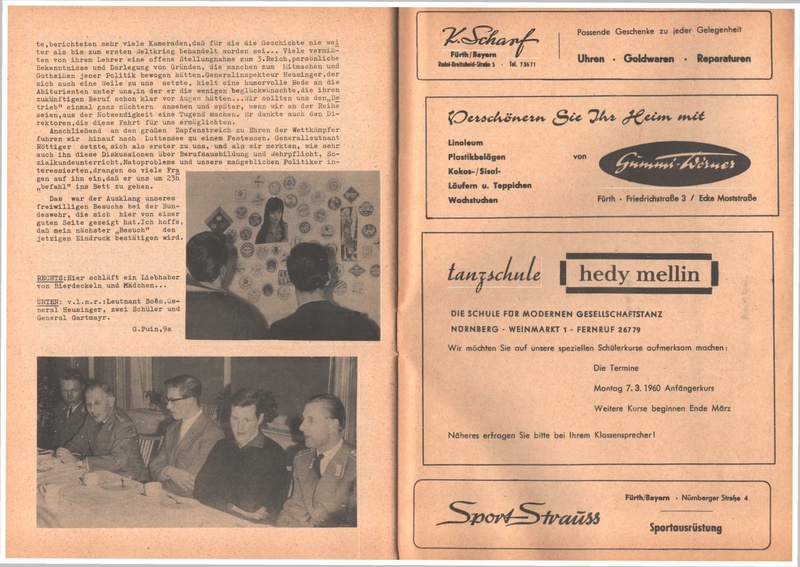 te,berichteten sehr viele Kameraden,daß für sie die Geschichte nie wei
ter als bis zum ersten Weltkrieg behandelt worden sei... Viele vermiß-
ten von ihrem Lehrer eine offene Stellungnahme zum 3.Reich,persönliche
Bekenntnisse und Darlegung von Gründen, die manchen zum Mitmachen und
Gutheißen jener Politik bewogen hätten.Generalinspekteur Heusinger,der
sich auch eine Weile zu uns setzte, hielt eine humorvolle Rede an die
Abiturienten unter uns,in der er die wenigen beglückwünschte,die ihren
zukünftigen Beruf schon klar vor Augen hätten...Wir sollten uns den„Be
trieb" einmal ganz nüchtern ansehen und später, wenn wir an der Reihe
seien,aus der Notwendigkeit eine Tugend machen. Er dankte auch den Di-
rektoren,die diese Fahrt für uns ermöglichten.
Anschließend an den großen Zapfenstreich zu Ehren der Wettkämpfer
fuhren wir hinauf nach Luttensee zu einem Festessen. Generalleutnant
Röttiger setzte sich als erster zu uns, und als wir merkten, wie sehr
auch ihn diese Diskussionen über Berufsausbildung und Wehrpflicht, So-
zialkundeunterricht,Natoprobleme und unsere maßgeblichen Politiker in-
teressierten,drangen so viele Fra
gen auf ihn ein,daß er uns um 23h
„befahl" ins Bett zu gehen.
Das war der Ausklang unseres
freiwilligen Besuchs bei der Bun-
deswehr, die sich hier von einer
guten Seite gezeigt hat.Ich hoffe,
daß mein nächster „Besuch" den
jetzigen Eindruck bestätigen wird.
RECHTS:Hier schläft ein Liebhaber
von Bierdeckeln und Mädchen...
UNTEN: v.l.n.r.:Leutnant Boës,Ge-
neral Heusinger, zwei Schüler und
General Gartmayr.
G.Puin,9a
K. Scharf
Fürth/Bayern
Rudol-Breitscheid-Straße 5 · Tel. 73671
Passende Geschenke zu jeder Gelegenheit
Uhren · Goldwaren · Reparaturen
Verschönern Sie Ihr Heim mit
Linoleum
Plastikbelägen
Kokos-/Sisal-
Läufern u. Teppichen
Wachstuchen
von
Gummi-Wörner
Fürth · Friedrichstraße 3 / Ecke Moststraße
tanzschule hedy mellin
DIE SCHULE FÜR MODERNEN GESELLSCHAFTSTANZ
NÜRNBERG - WEINMARKT 1 - FERNRUF 26779
Wir möchten Sie auf unsere speziellen Schülerkurse aufmerksam machen:
Die Termine
Montag 7. 3. 1960 Anfängerkurs
Weitere Kurse beginnen Ende März
Näheres erfragen Sie bitte bei Ihrem Klassensprecher!
Sport-Strauss
Fürth/Bayern · Nürnberger Straße 4
Sportausrüstung